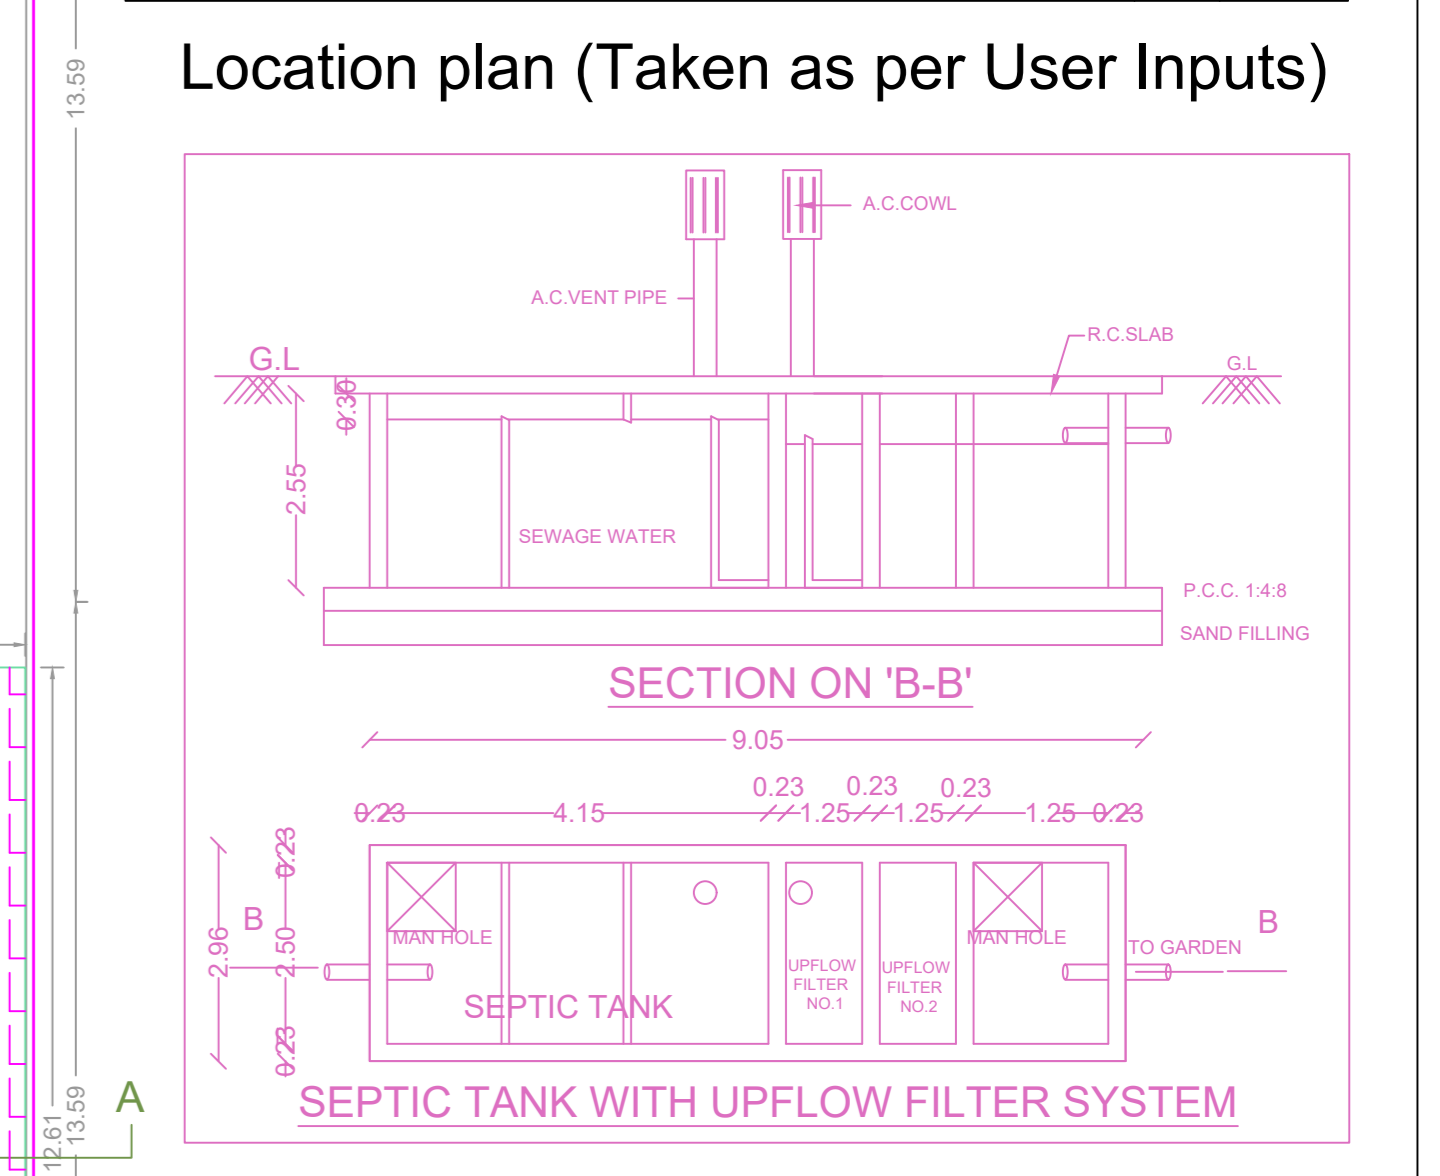 Location plan (Taken as per User Inputs)
13.59
A.C.COWL
A.C.VENT PIPE
R.C.SLAB
G.L
G.L
0.30
2.55
SEWAGE WATER
P.C.C. 1:4:8
SAND FILLING
SECTION ON 'B-B'
9.05
0.23 0.23 0.23
0.23 4.15 1.25 1.25 1.25 0.23
0.23
B
B
MAN HOLE
MAN HOLE
TO GARDEN
2.96
2.50
UPFLOW
FILTER
NO.1
UPFLOW
FILTER
NO.2
SEPTIC TANK
0.23
SEPTIC TANK WITH UPFLOW FILTER SYSTEM
A
12.61
13.59